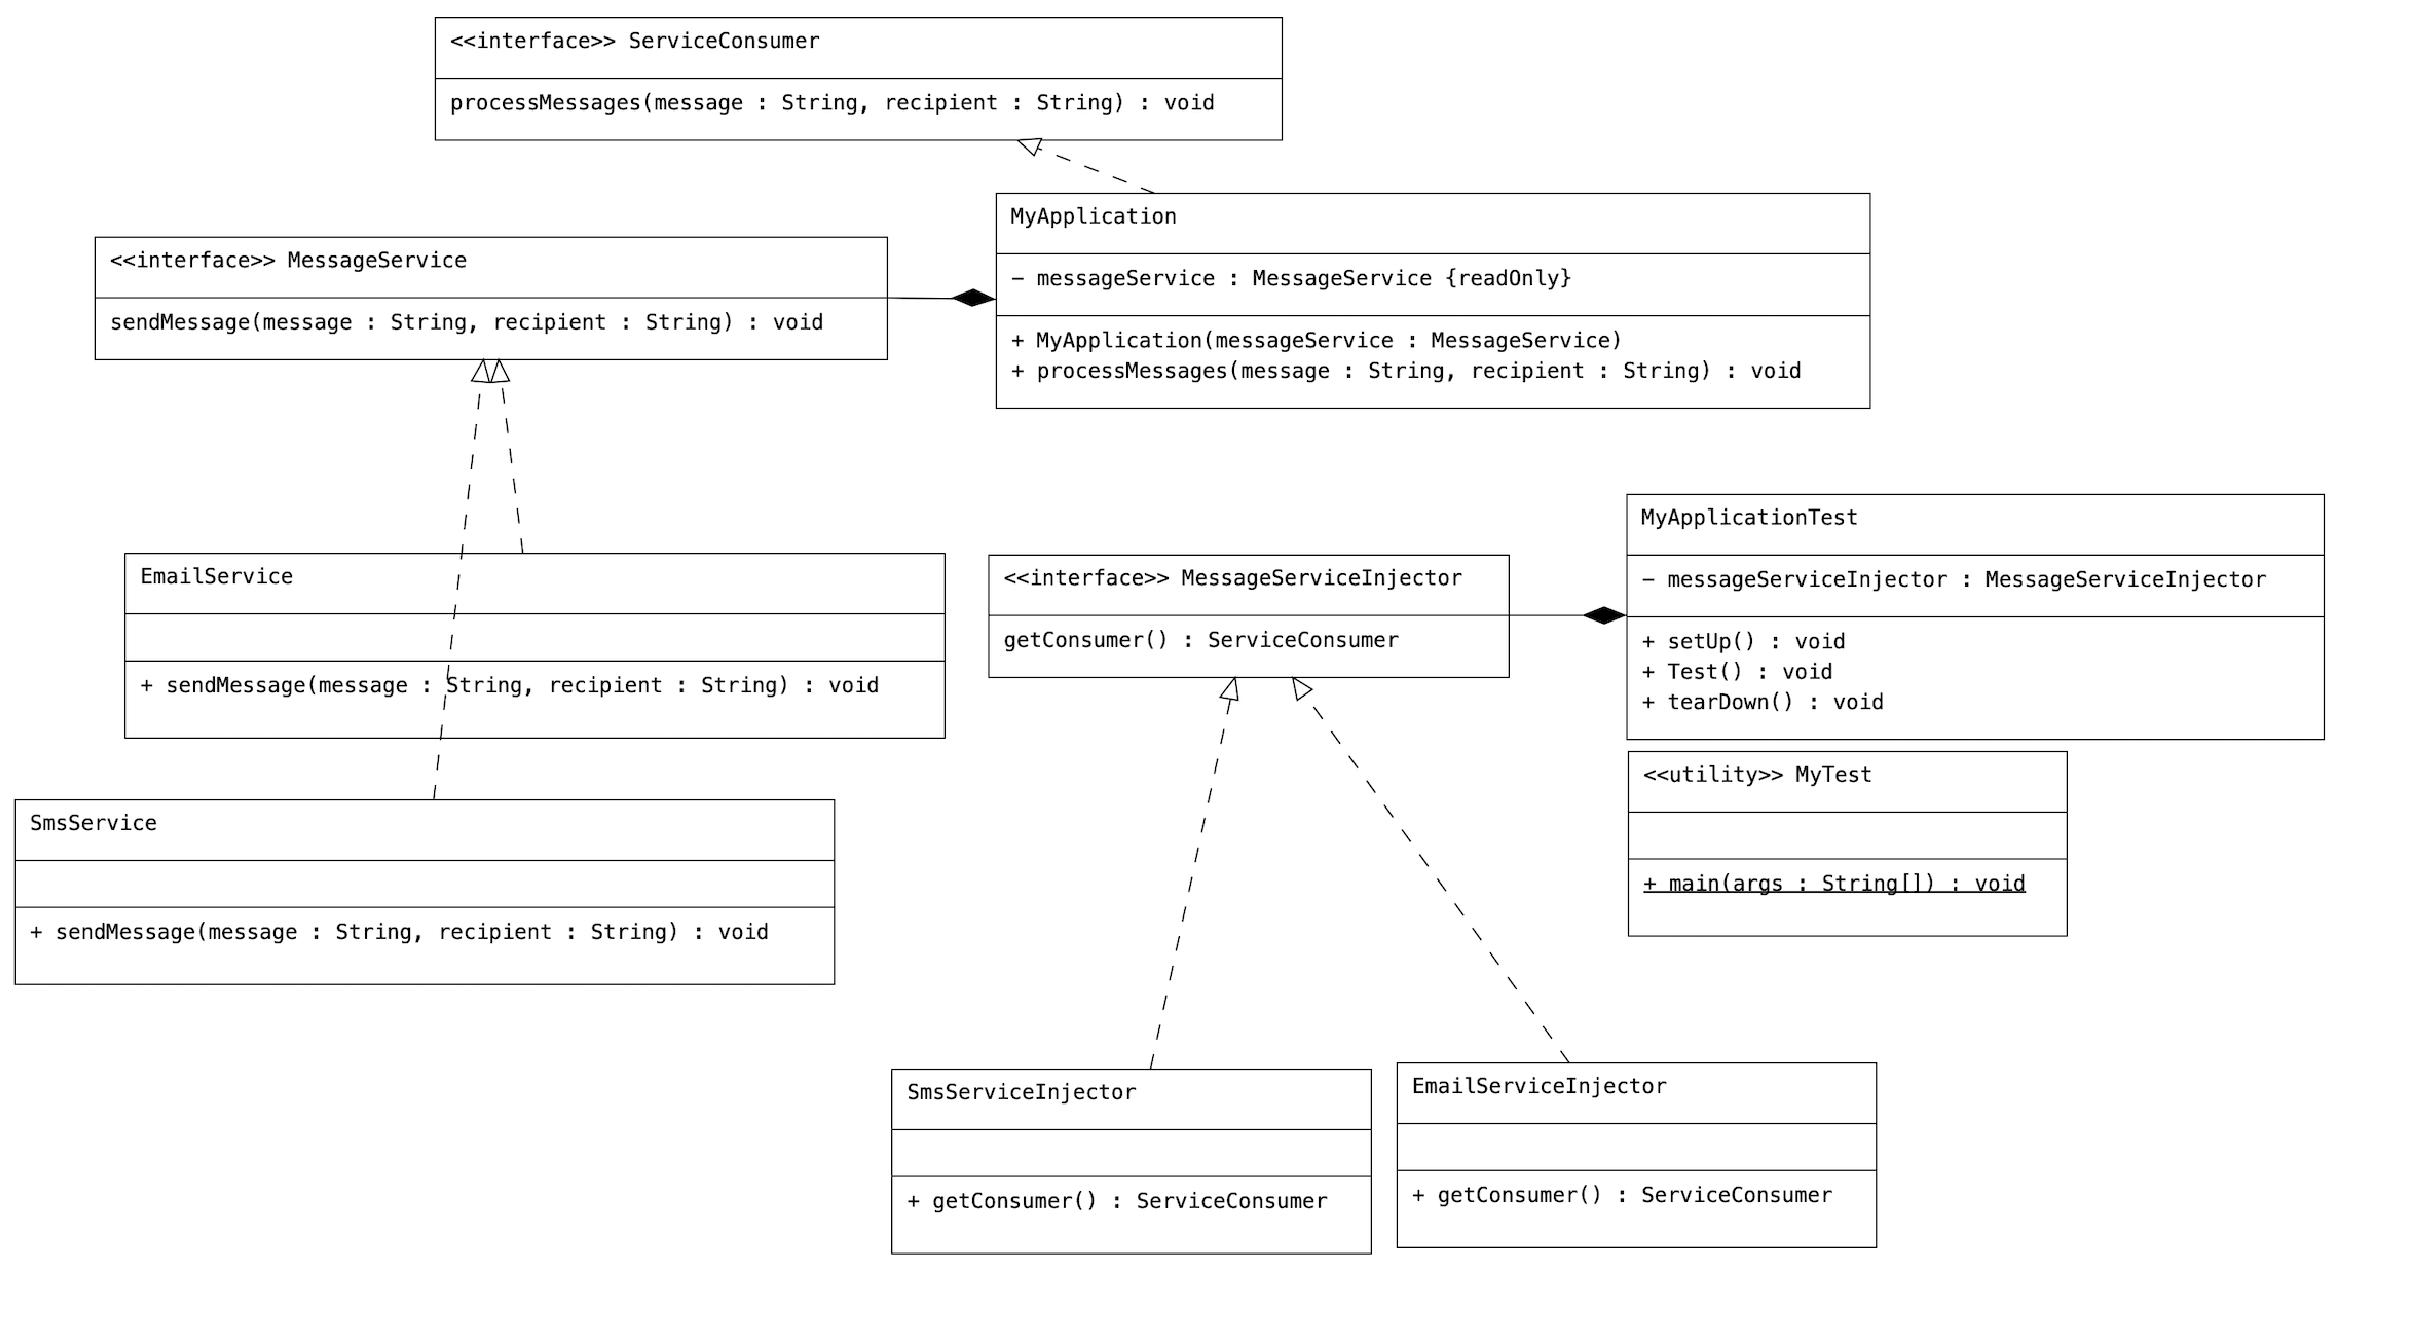 <<interface>> ServiceConsumer
processMessages(message : String, recipient : String) : void
MyApplication
– messageService : MessageService {readOnly}
+ MyApplication(messageService : MessageService)
+ processMessages(message : String, recipient : String) : void
<<interface>> MessageService
sendMessage(message : String, recipient : String) : void
MyApplicationTest
– messageServiceInjector : MessageServiceInjector
+ setUp() : void
+ Test() : void
+ tearDown() : void
EmailService
+ sendMessage(message : String, recipient : String) : void
<<interface>> MessageServiceInjector
getConsumer() : ServiceConsumer
<<utility>> MyTest
+ main(args : String[]) : void
SmsService
+ sendMessage(message : String, recipient : String) : void
SmsServiceInjector
+ getConsumer() : ServiceConsumer
EmailServiceInjector
+ getConsumer() : ServiceConsumer